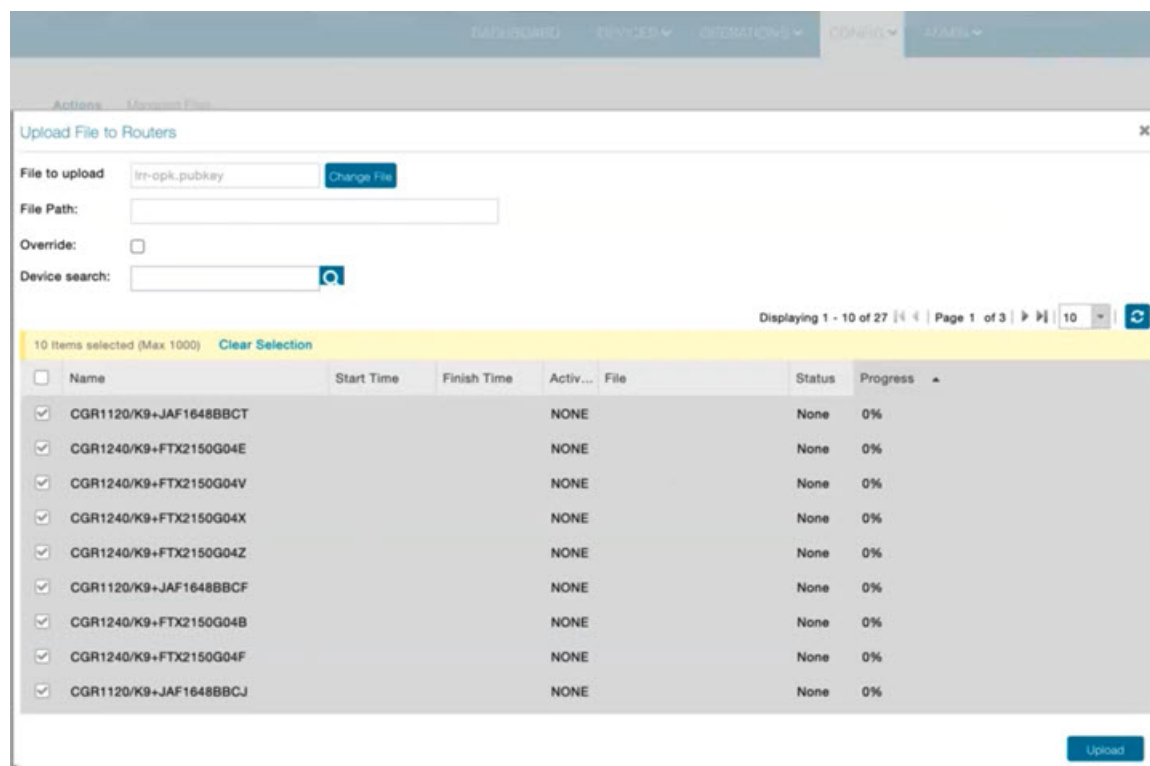 DASHBOARD DEVICES OPERATIONS CONFIG ADMIN
Actions Managed Files
Upload File to Routers
File to upload lrr-opk.pubkey Change File
File Path:
Override:
Device search:
Displaying 1 - 10 of 27 Page 1 of 3 10
10 Items selected (Max 1000) Clear Selection
Name Start Time Finish Time Activ... File Status Progress
CGR1120/K9+JAF1648BBCT NONE None 0%
CGR1240/K9+FTX2150G04E NONE None 0%
CGR1240/K9+FTX2150G04V NONE None 0%
CGR1240/K9+FTX2150G04X NONE None 0%
CGR1240/K9+FTX2150G04Z NONE None 0%
CGR1120/K9+JAF1648BBCF NONE None 0%
CGR1240/K9+FTX2150G04B NONE None 0%
CGR1240/K9+FTX2150G04F NONE None 0%
CGR1120/K9+JAF1648BBCJ NONE None 0%
Upload